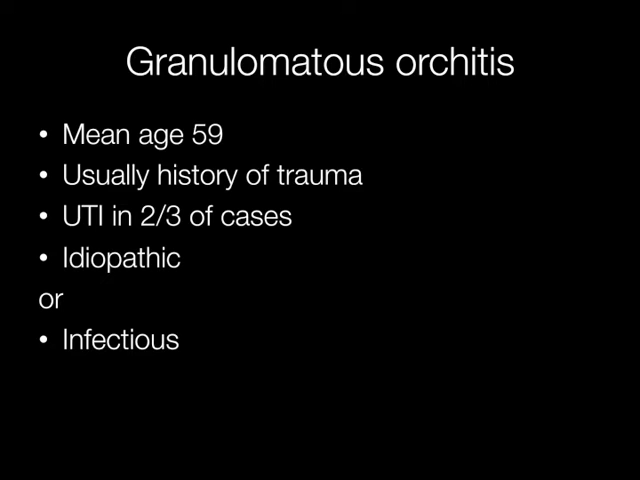 Granulomatous orchitis
• Mean age 59
• Usually history of trauma
• UTI in 2/3 of cases
• Idiopathic
or
• Infectious